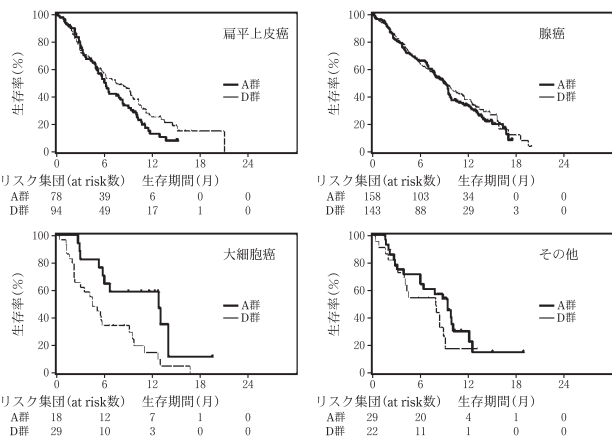 扁平上皮癌
生存率(%)
100
80
60
40
20
0
A群
D群
0 6 12 18 24
リスク集団(at risk数) 生存期間(月)
A群 78 39 6 0 0
D群 94 49 17 1 0
腺癌
生存率(%)
100
80
60
40
20
0
A群
D群
0 6 12 18 24
リスク集団(at risk数) 生存期間(月)
A群 158 103 34 0 0
D群 143 88 29 3 0
大細胞癌
生存率(%)
100
80
60
40
20
0
A群
D群
0 6 12 18 24
リスク集団(at risk数) 生存期間(月)
A群 18 12 7 1 0
D群 29 10 3 0 0
その他
生存率(%)
100
80
60
40
20
0
A群
D群
0 6 12 18 24
リスク集団(at risk数) 生存期間(月)
A群 29 20 4 1 0
D群 22 11 1 0 0